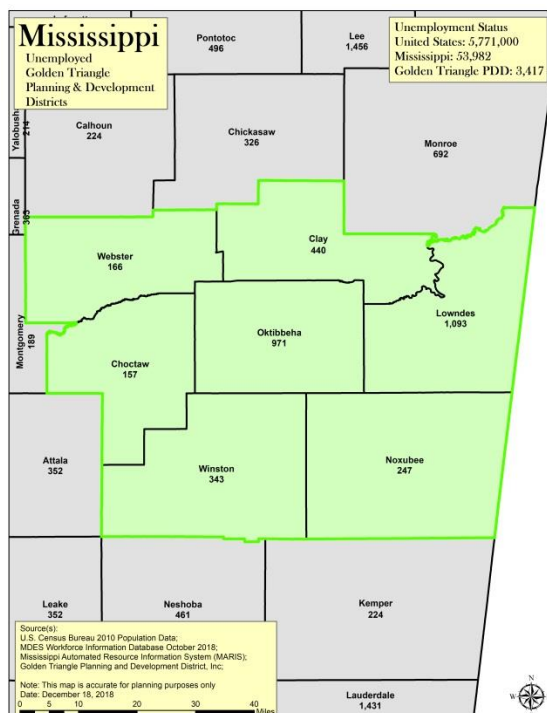 Mississippi
Unemployed
Golden Triangle
Planning & Development
Districts
Unemployment Status
United States: 5,771,000
Mississippi: 53,982
Golden Triangle PDD: 3,417
Pontotoc
496
Lee
1,456
Yalobusha
214
Calhoun
224
Chickasaw
326
Monroe
692
Grenada
363
Webster
166
Clay
440
Lowndes
1,093
Montgomery
189
Choctaw
157
Oktibbeha
971
Attala
352
Winston
343
Noxubee
247
Leake
352
Neshoba
461
Kemper
224
Lauderdale
1,431
Source(s):
U.S. Census Bureau 2010 Population Data;
MDES Workforce Information Database October 2018;
Mississippi Automated Resource Information System (MARIS);
Golden Triangle Planning and Development District, Inc;
Note: This map is accurate for planning purposes only
Date: December 18, 2018
0 5 10 20 30 40
Miles
N